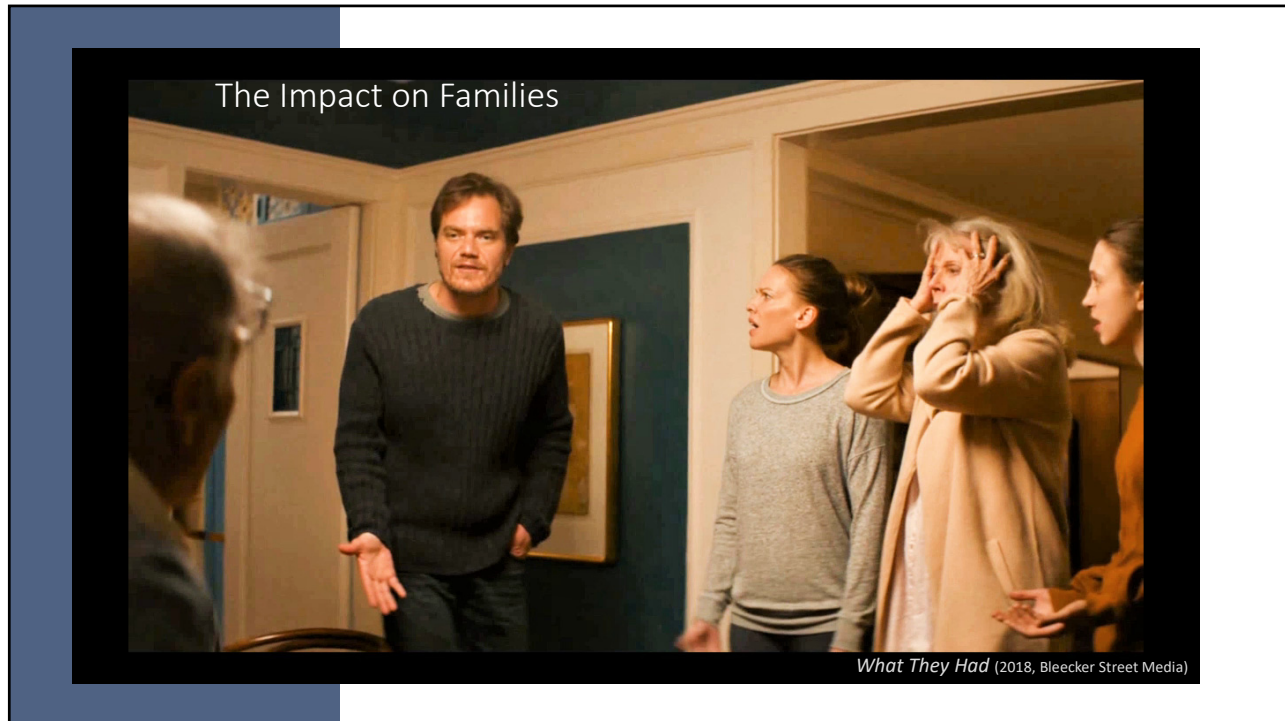 The Impact on Families
What They Had (2018, Bleecker Street Media)